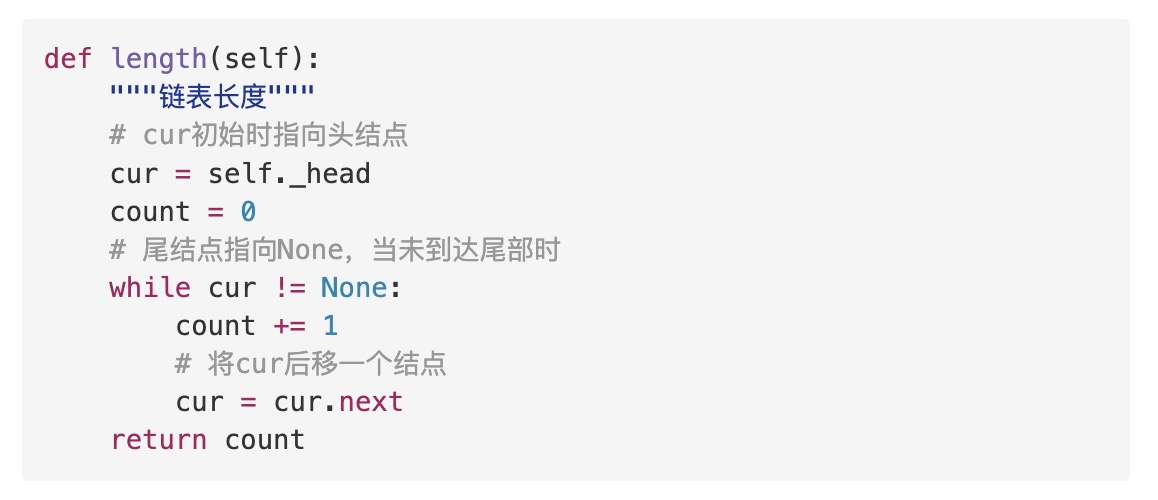 def length(self):
    """链表长度"""
    # cur初始时指向头结点
    cur = self._head
    count = 0
    # 尾结点指向None，当未到达尾部时
    while cur != None:
        count += 1
        # 将cur后移一个结点
        cur = cur.next
    return count